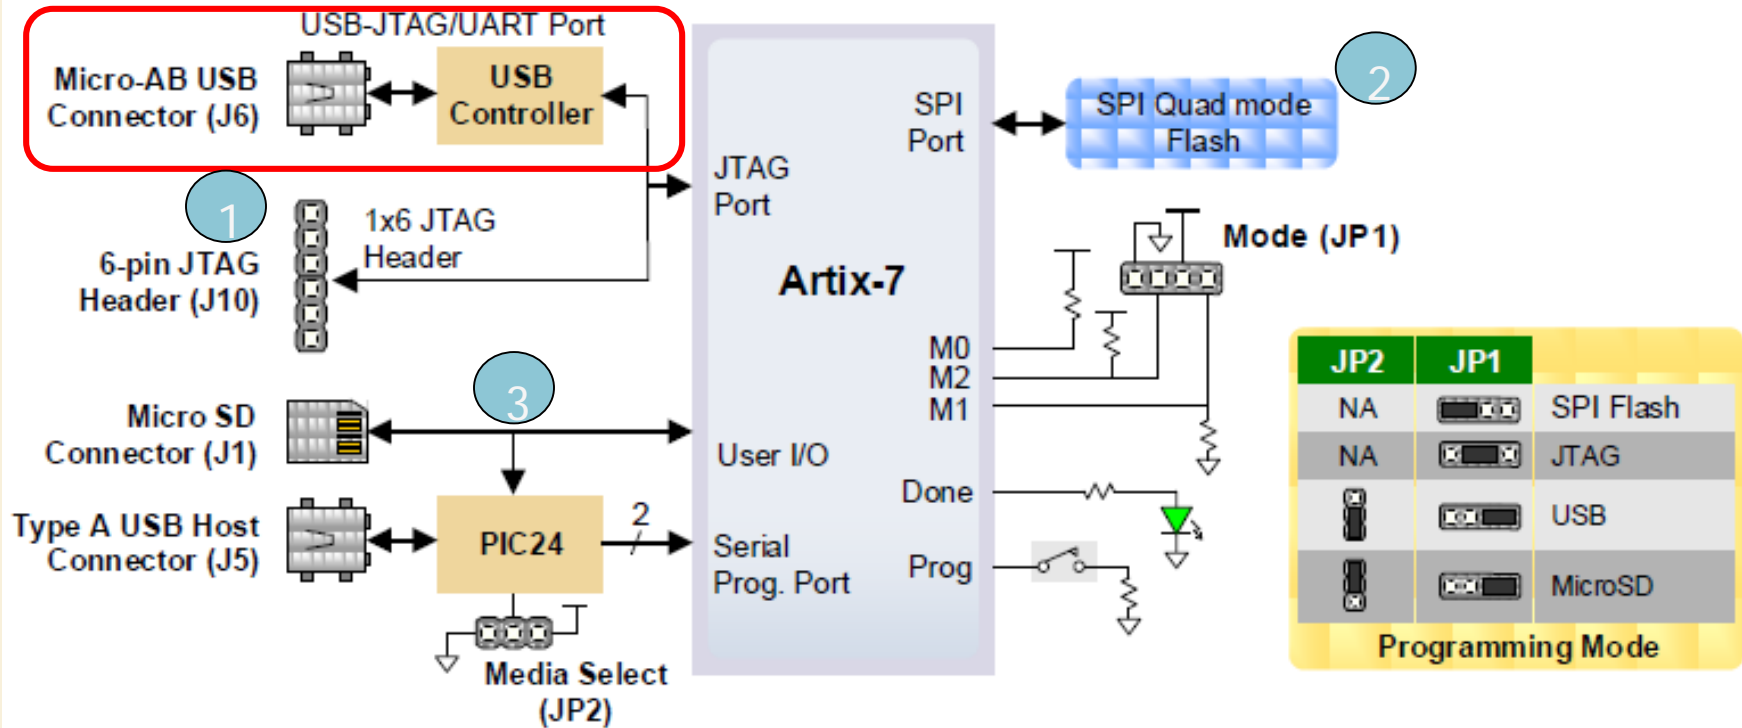 USB-JTAG/UART Port
Micro-AB USB
Connector (J6)
USB
Controller
1
6-pin JTAG
Header (J10)
1x6 JTAG
Header
3
Micro SD
Connector (J1)
Type A USB Host
Connector (J5)
PIC24
2
Media Select
(JP2)
JTAG
Port
SPI
Port
Artix-7
M0
M2
M1
User I/O
Done
Serial
Prog. Port
Prog
SPI Quad mode
Flash
2
Mode (JP1)
JP2 JP1
NA SPI Flash
NA JTAG
USB
MicroSD
Programming Mode